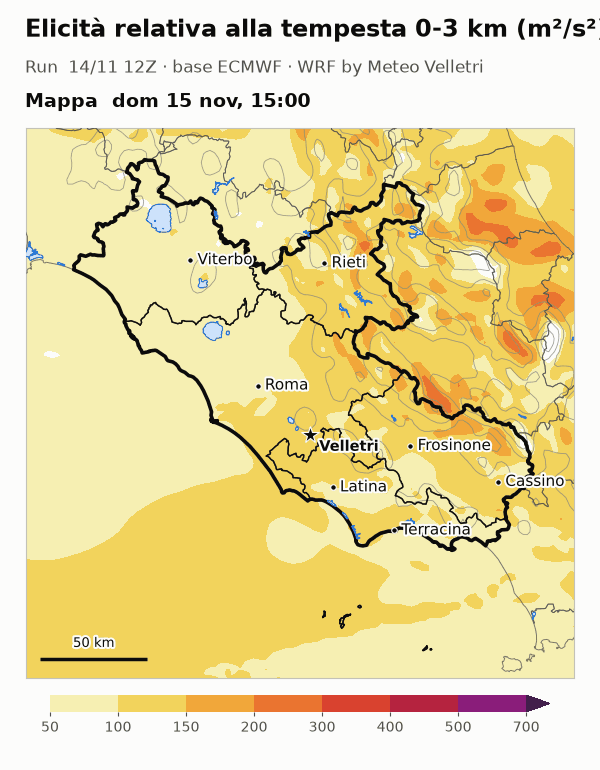 Elicità relativa alla tempesta 0-3 km (m²/s²)
Run 14/11 12Z · base ECMWF · WRF by Meteo Velletri
Mappa dom 15 nov, 15:00
Viterbo
Rieti
Roma
Velletri
Frosinone
Latina
Cassino
Terracina
50 km
50 100 150 200 300 400 500 700